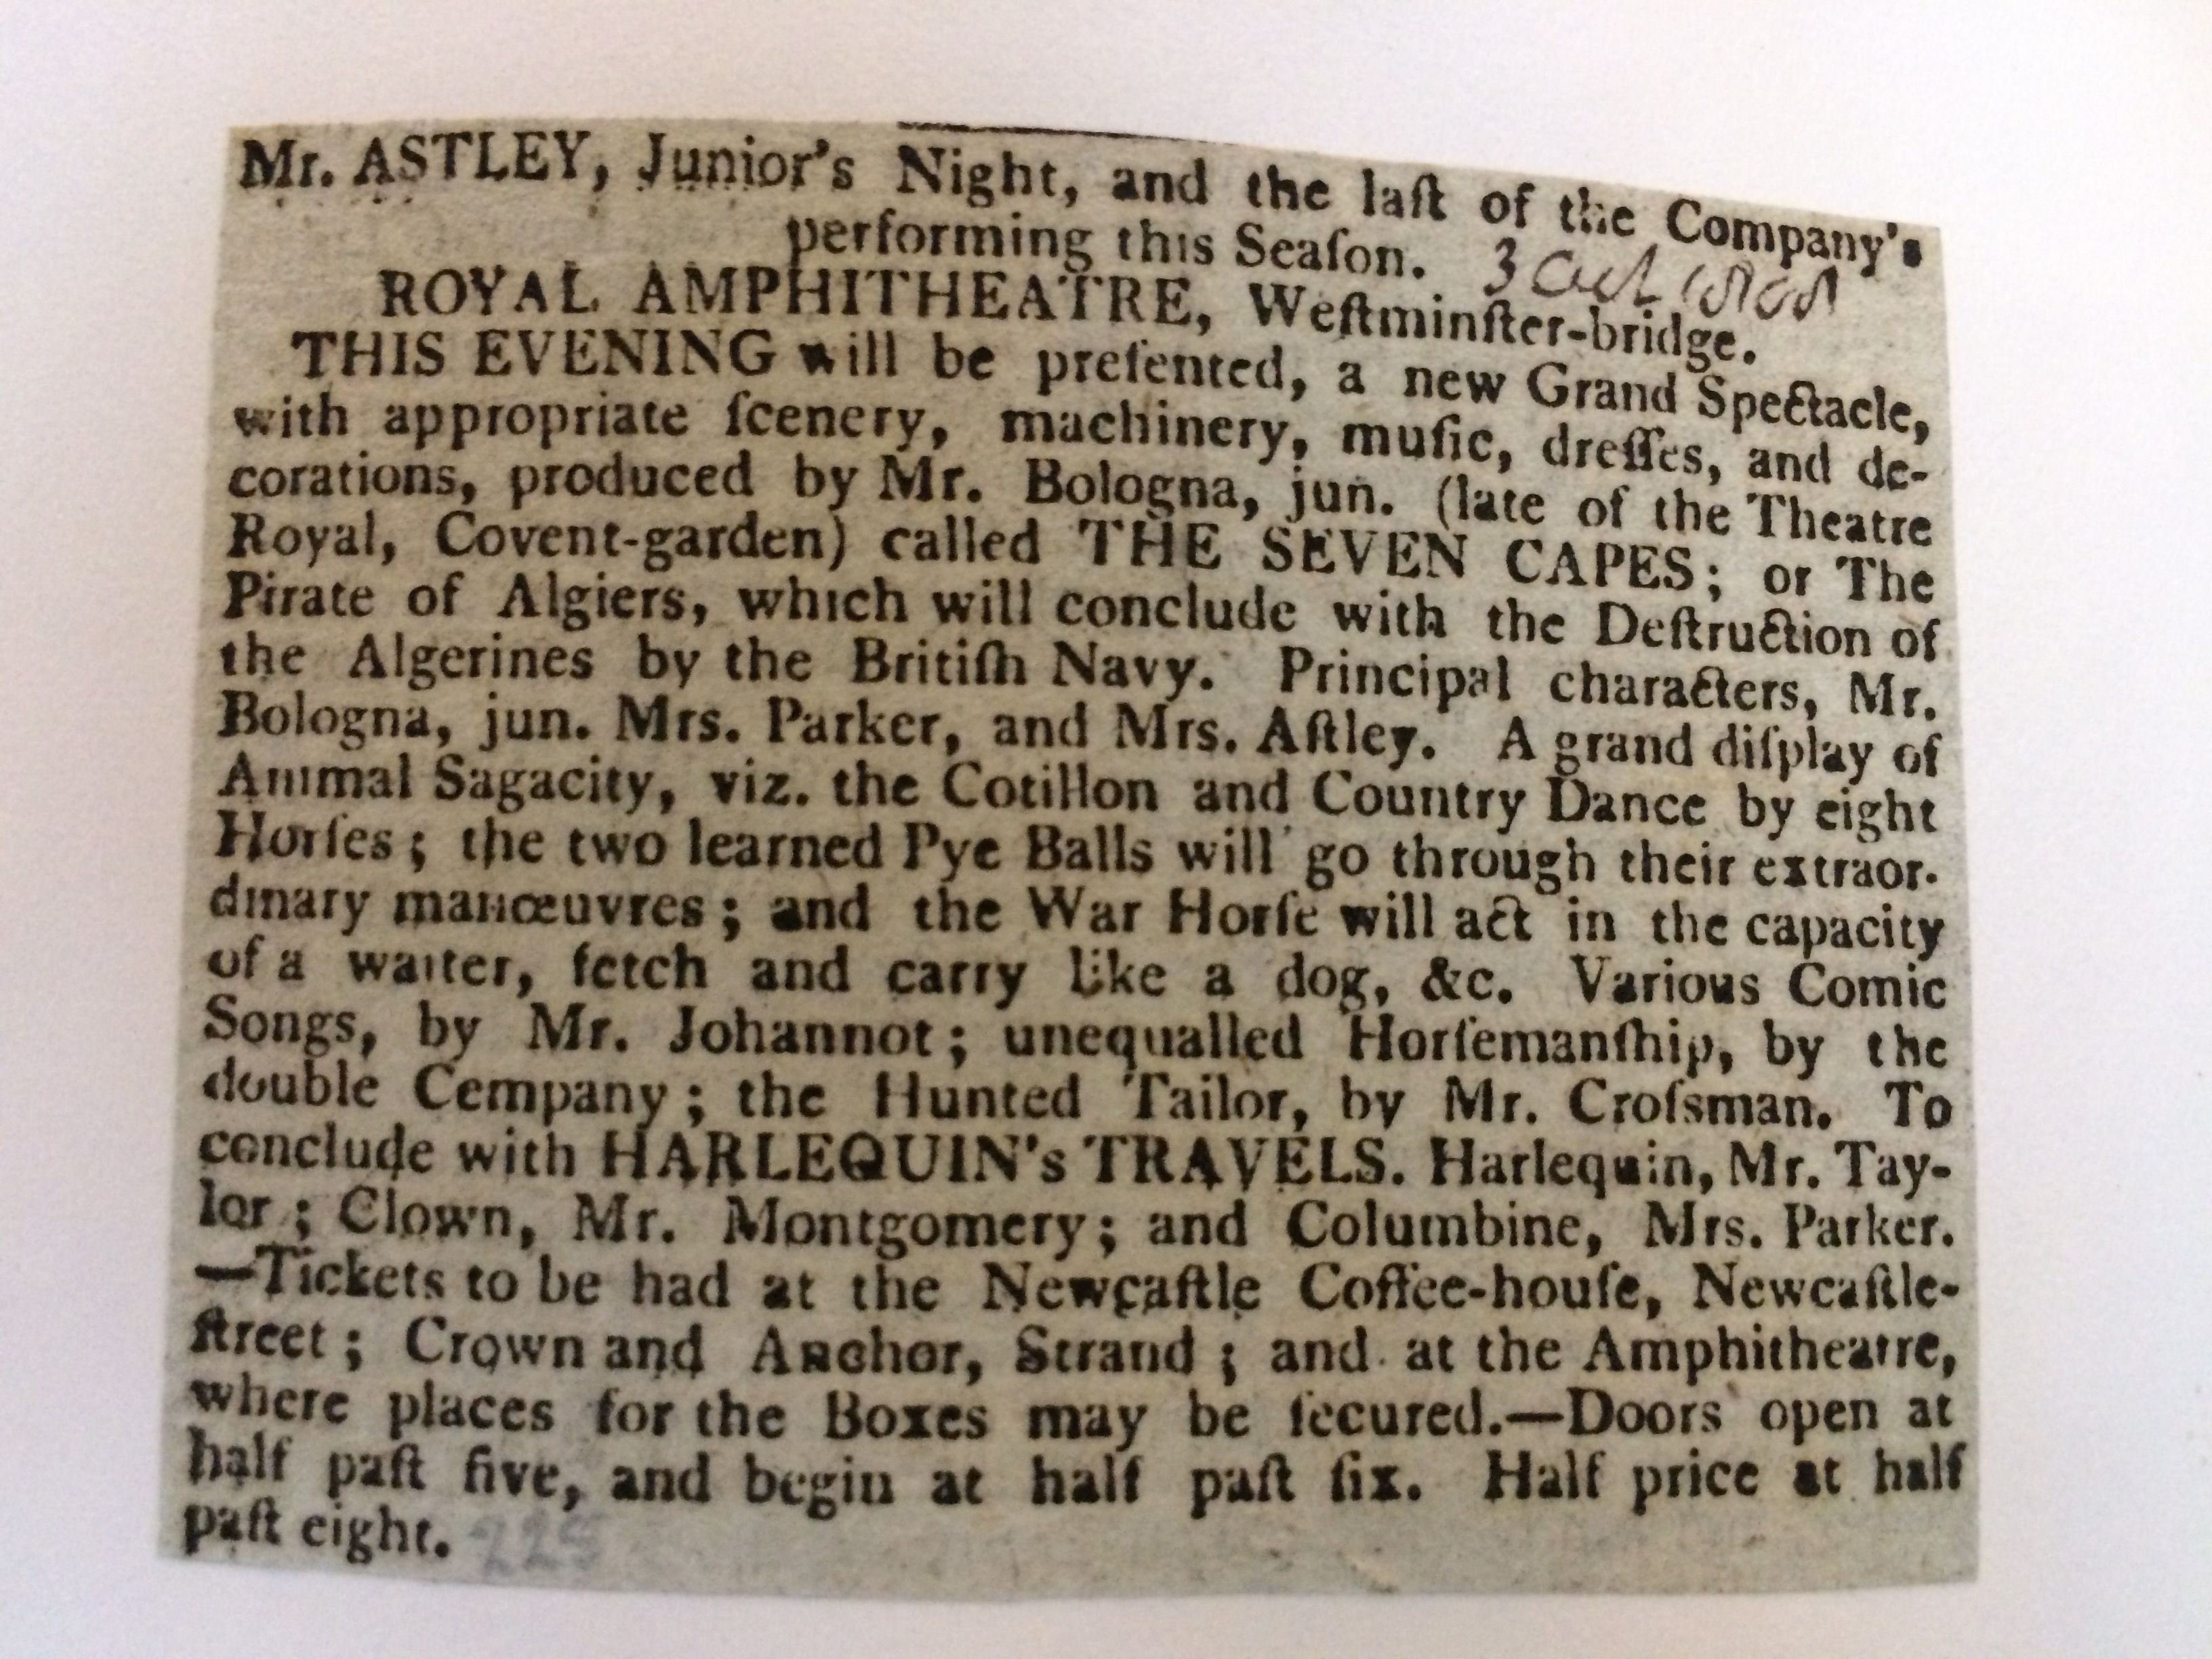 Mr. ASTLEY, Junior's Night, and the laſt of the Company's
performing this Seaſon.
3 Oct
ROYAL AMPHITHEATRE, Weſtminſter-bridge.
THIS EVENING will be preſented, a new Grand Spectacle,
with appropriate ſcenery, machinery, muſic, dreſſes, and de-
corations, produced by Mr. Bologna, jun. (late of the Theatre
Royal, Covent-garden) called THE SEVEN CAPES; or The
Pirate of Algiers, which will conclude with the Deſtruction of
the Algerines by the Britiſh Navy. Principal characters, Mr.
Bologna, jun. Mrs. Parker, and Mrs. Aſtley. A grand diſplay of
Animal Sagacity, viz. the Cotillon and Country Dance by eight
Horſes; the two learned Pye Balls will go through their extraor-
dinary manœuvres; and the War Horſe will act in the capacity
of a waiter, fetch and carry like a dog, &c. Various Comic
Songs, by Mr. Johannot; unequalled Horſemanſhip, by the
double Cempany; the Hunted Tailor, by Mr. Croſsman. To
conclude with HARLEQUIN's TRAVELS. Harlequin, Mr. Tay-
lor; Clown, Mr. Montgomery; and Columbine, Mrs. Parker.
—Tickets to be had at the Newcaſtle Coffee-houſe, Newcaſtle-
ſtreet; Crown and Anchor, Strand; and at the Amphitheatre,
where places for the Boxes may be ſecured.—Doors open at
half paſt five, and begin at half paſt ſix. Half price at half
paſt eight.